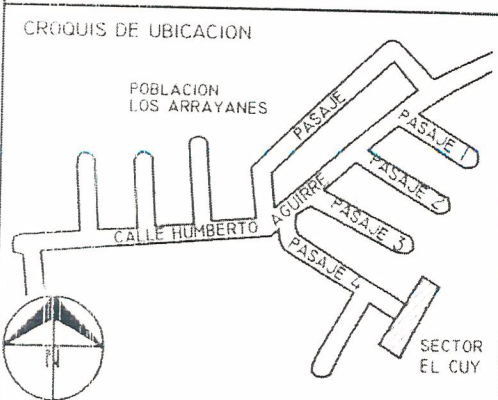 CROQUIS DE UBICACION
POBLACION
LOS ARRAYANES
PASAJE
PASAJE 1
PASAJE 2
PASAJE 3
PASAJE 4
CALLE HUMBERTO AGUIRRE
SECTOR
EL CUY
N